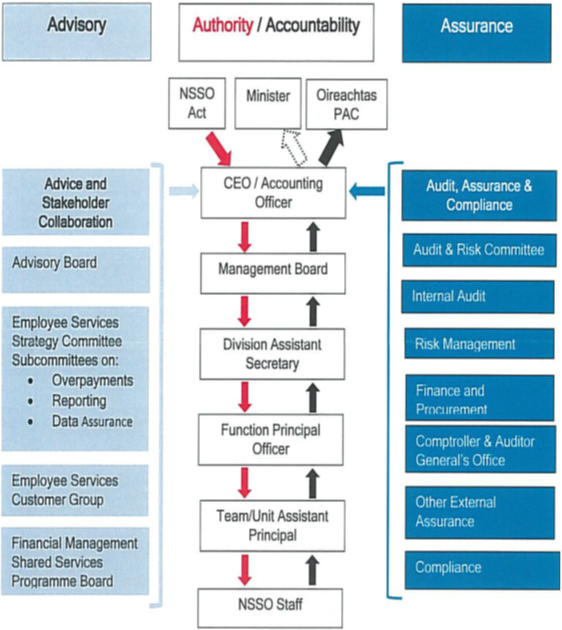 Advisory
Authority / Accountability
Assurance
NSSO
Act
Minister
Oireachtas
PAC
CEO / Accounting
Officer
Management Board
Division Assistant
Secretary
Function Principal
Officer
Team/Unit Assistant
Principal
NSSO Staff
Advice and
Stakeholder
Collaboration
Advisory Board
Employee Services
Strategy Committee
Subcommittees on:
• Overpayments
• Reporting
• Data Assurance
Employee Services
Customer Group
Financial Management
Shared Services
Programme Board
Audit, Assurance &
Compliance
Audit & Risk Committee
Internal Audit
Risk Management
Finance and
Procurement
Comptroller & Auditor
General's Office
Other External
Assurance
Compliance